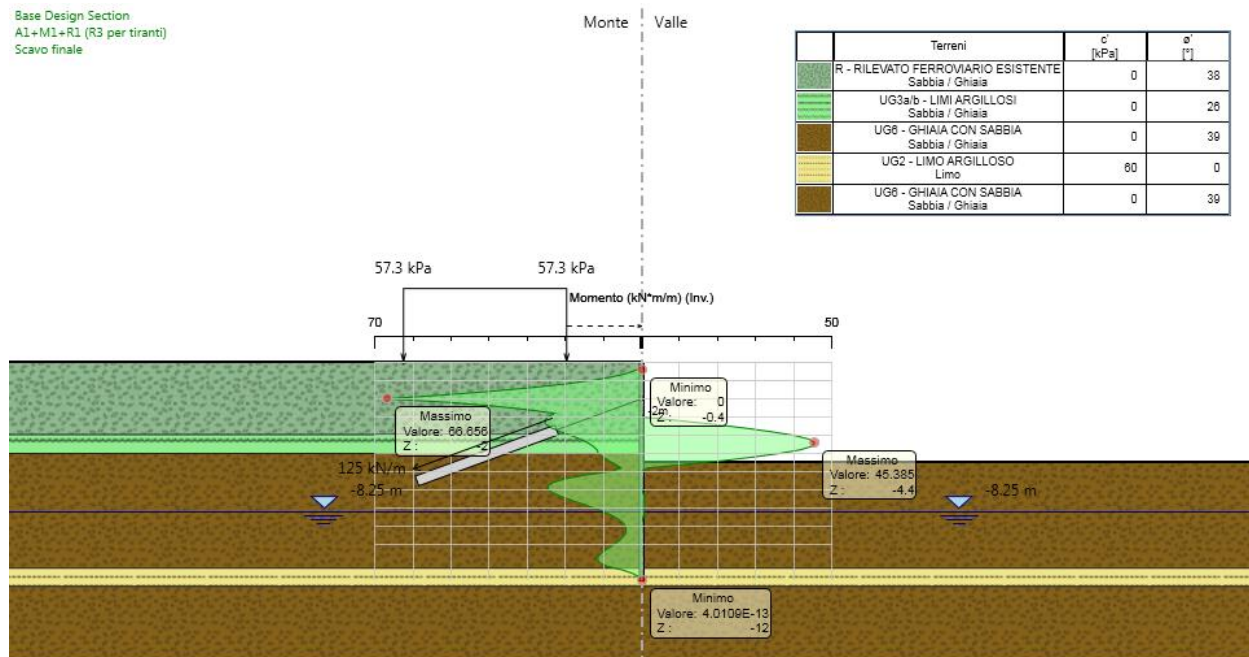 Base Design Section
A1+M1+R1 (R3 per tiranti)
Scavo finale
Monte
Valle
Terreni
c'
[kPa]
ø'
[°]
R - RILEVATO FERROVIARIO ESISTENTE
Sabbia / Ghiaia
0
38
UG3a/b - LIMI ARGILLOSI
Sabbia / Ghiaia
0
26
UG6 - GHIAIA CON SABBIA
Sabbia / Ghiaia
0
39
UG2 - LIMO ARGILLOSO
Limo
60
0
UG6 - GHIAIA CON SABBIA
Sabbia / Ghiaia
0
39
57.3 kPa
57.3 kPa
Momento (kN*m/m) (Inv.)
70
50
Minimo
Valore: 0
Z : -0.4
-2m
Massimo
Valore: 66.656
Z : -2
125 kN/m
-8.25 m
Massimo
Valore: 45.385
Z : -4.4
-8.25 m
Minimo
Valore: 4.0109E-13
Z : -12